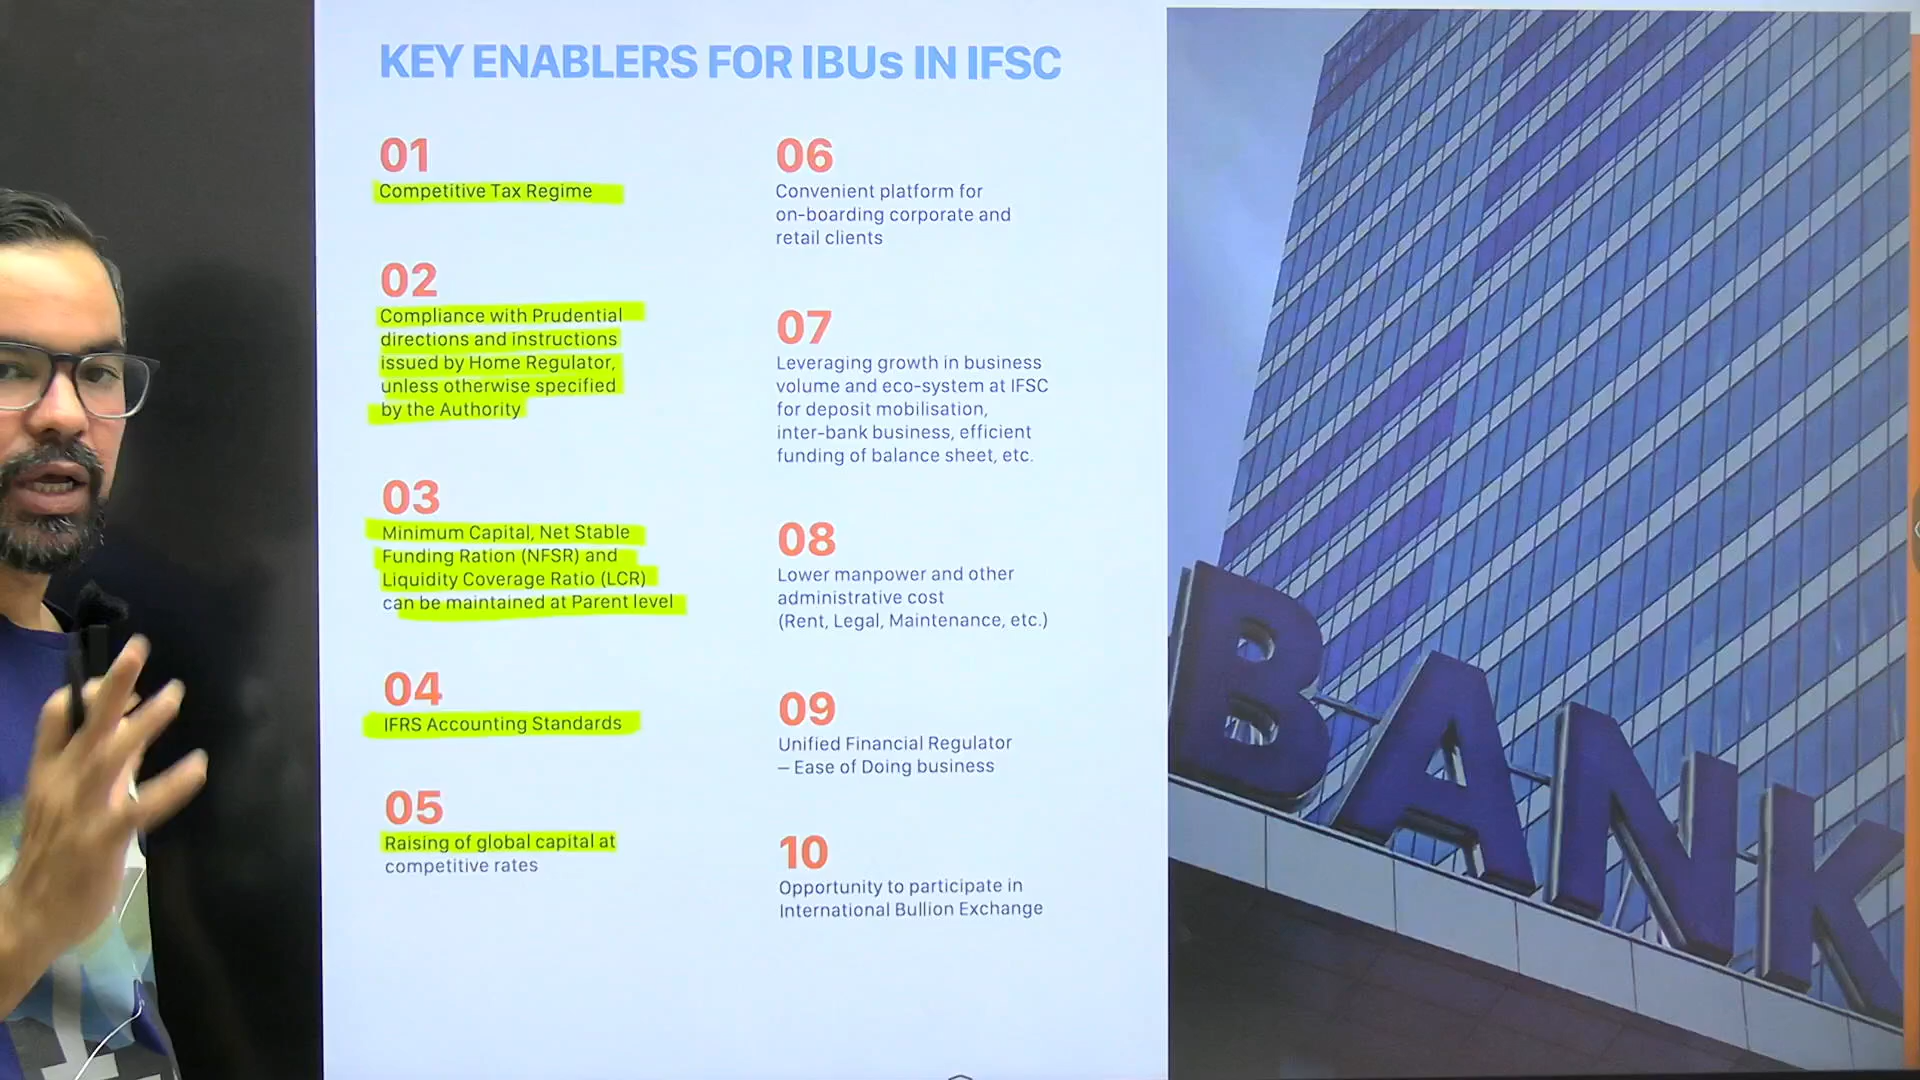 KEY ENABLERS FOR IBUs IN IFSC
01
Competitive Tax Regime
02
Compliance with Prudential
directions and instructions
issued by Home Regulator,
unless otherwise specified
by the Authority
03
Minimum Capital, Net Stable
Funding Ration (NFSR) and
Liquidity Coverage Ratio (LCR)
can be maintained at Parent level
04
IFRS Accounting Standards
05
Raising of global capital at
competitive rates
06
Convenient platform for
on-boarding corporate and
retail clients
07
Leveraging growth in business
volume and eco-system at IFSC
for deposit mobilisation,
inter-bank business, efficient
funding of balance sheet, etc.
08
Lower manpower and other
administrative cost
(Rent, Legal, Maintenance, etc.)
09
Unified Financial Regulator
– Ease of Doing business
10
Opportunity to participate in
International Bullion Exchange
BANK